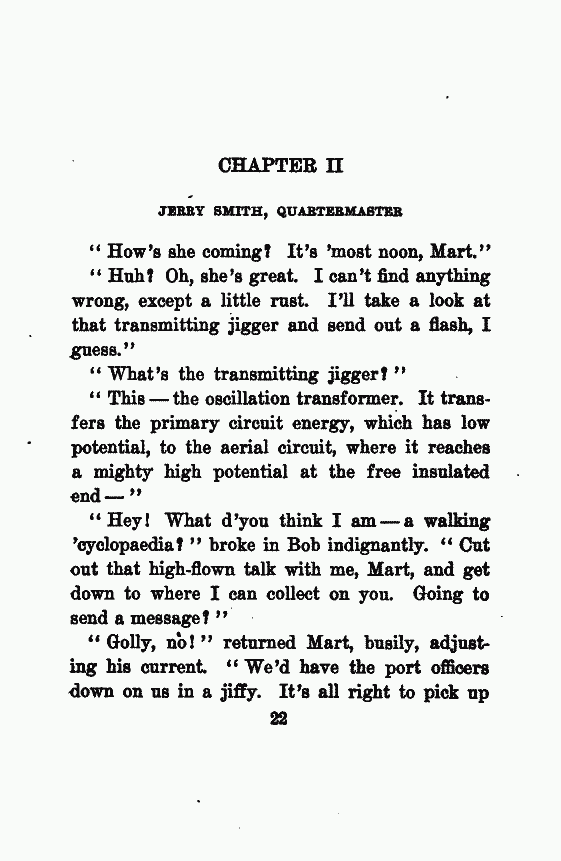 CHAPTER II
JERRY SMITH, QUARTERMASTER
“ How’s she coming? It’s ’most noon, Mart.”
“ Huh? Oh, she’s great. I can’t find anything
wrong, except a little rust. I’ll take a look at
that transmitting jigger and send out a flash, I
guess.”
“ What’s the transmitting jigger? ”
“ This — the oscillation transformer. It trans-
fers the primary circuit energy, which has low
potential, to the aerial circuit, where it reaches
a mighty high potential at the free insulated
end — ”
“ Hey! What d’you think I am — a walking
’cyclopaedia? ” broke in Bob indignantly. “ Cut
out that high-flown talk with me, Mart, and get
down to where I can collect on you. Going to
send a message? ”
“ Golly, no! ” returned Mart, busily, adjust-
ing his current. “ We’d have the port officers
down on us in a jiffy. It’s all right to pick up
22